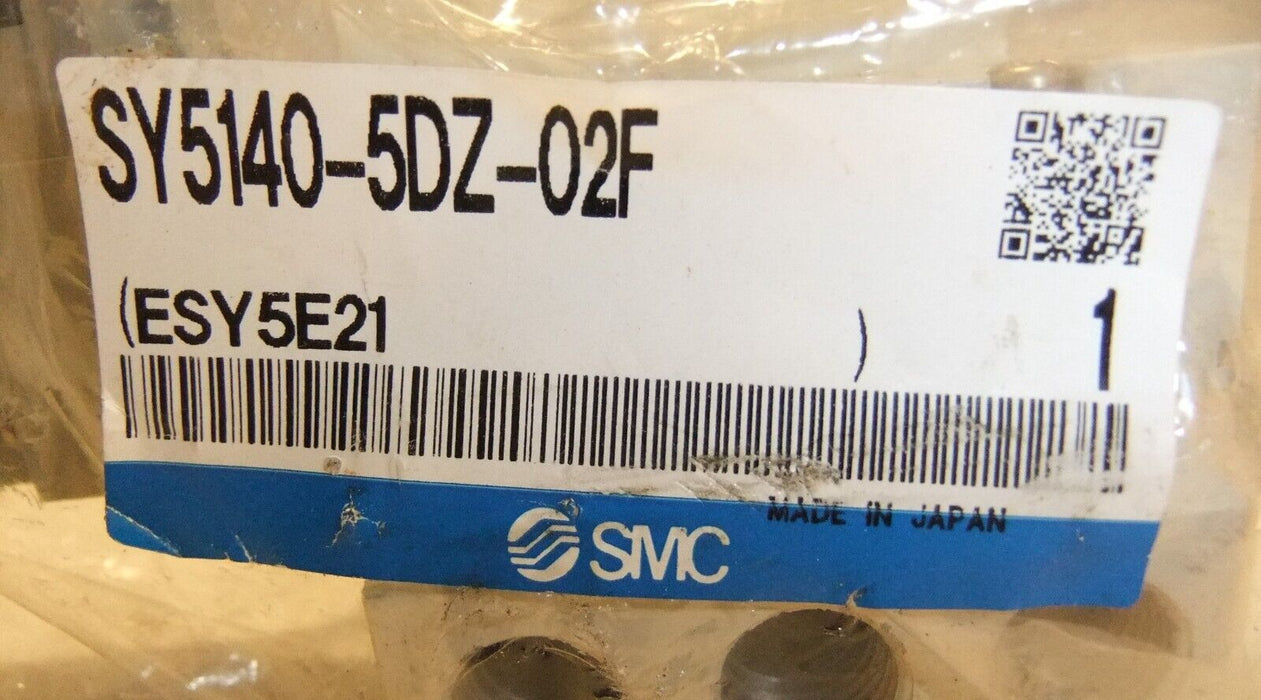 SY5140-5DZ-02F
(ESY5E21 ) 1
MADE IN JAPAN
SMC